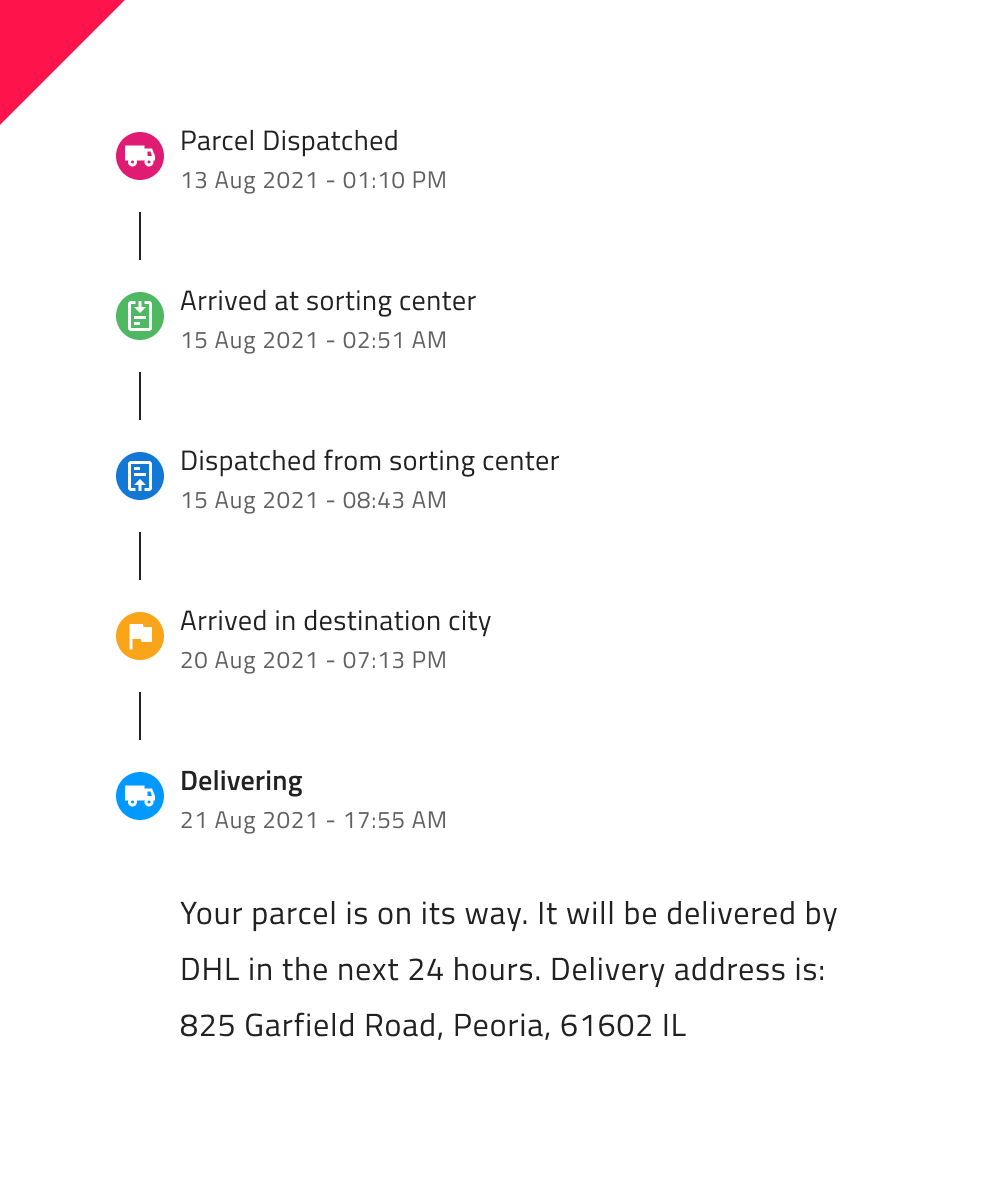 Parcel Dispatched
13 Aug 2021 - 01:10 PM
Arrived at sorting center
15 Aug 2021 - 02:51 AM
Dispatched from sorting center
15 Aug 2021 - 08:43 AM
Arrived in destination city
20 Aug 2021 - 07:13 PM
Delivering
21 Aug 2021 - 17:55 AM
Your parcel is on its way. It will be delivered by
DHL in the next 24 hours. Delivery address is:
825 Garfield Road, Peoria, 61602 IL